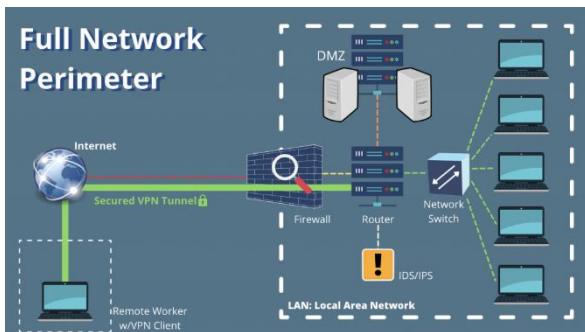 Full Network
Perimeter
DMZ
Internet
Secured VPN Tunnel
Firewall
Router
Network
Switch
IDS/IPS
Remote Worker
w/VPN Client
LAN: Local Area Network